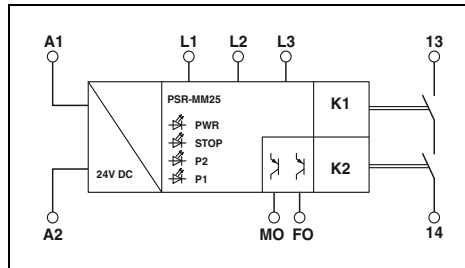 A1 L1 L2 L3 13
PSR-MM25 K1
PWR
STOP
P2 K2
24V DC P1
A2 MO FO 14